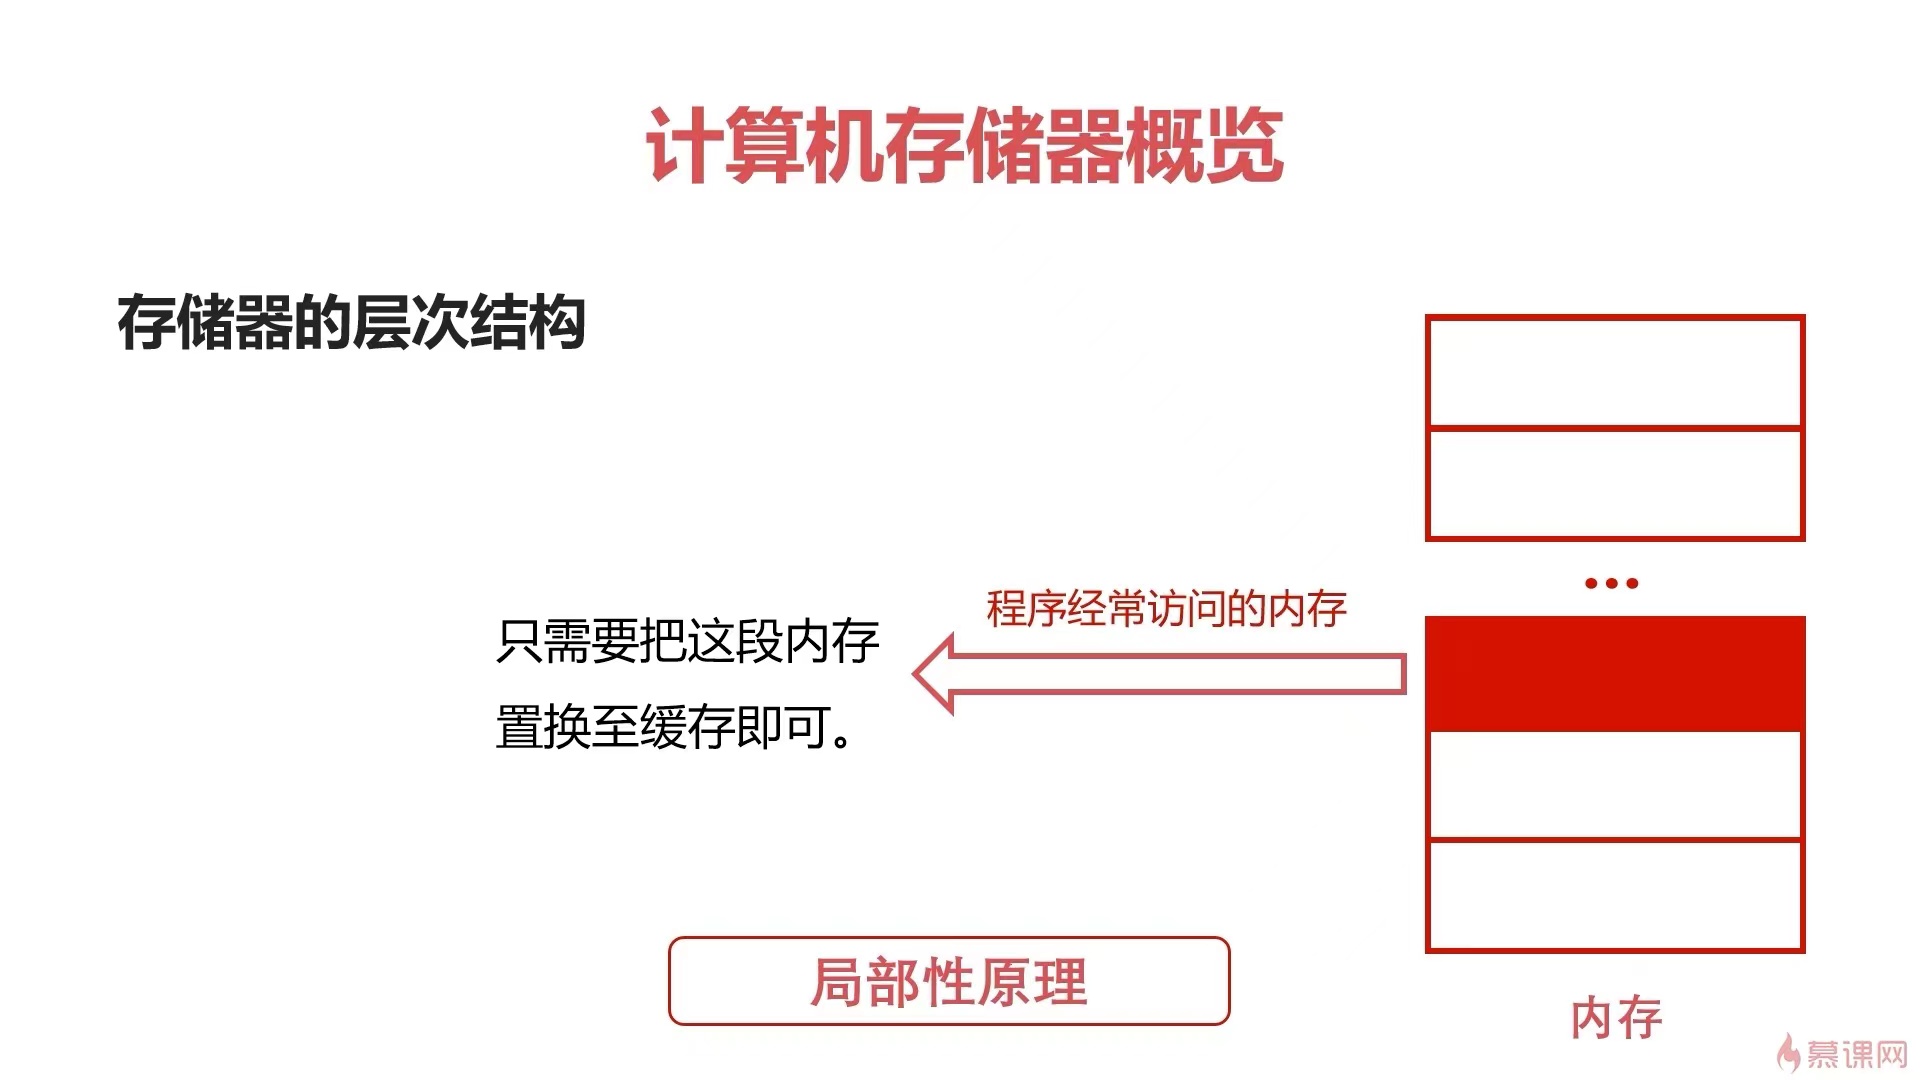 计算机存储器概览
存储器的层次结构
•••
程序经常访问的内存
只需要把这段内存
置换至缓存即可。
局部性原理
内存
慕课网